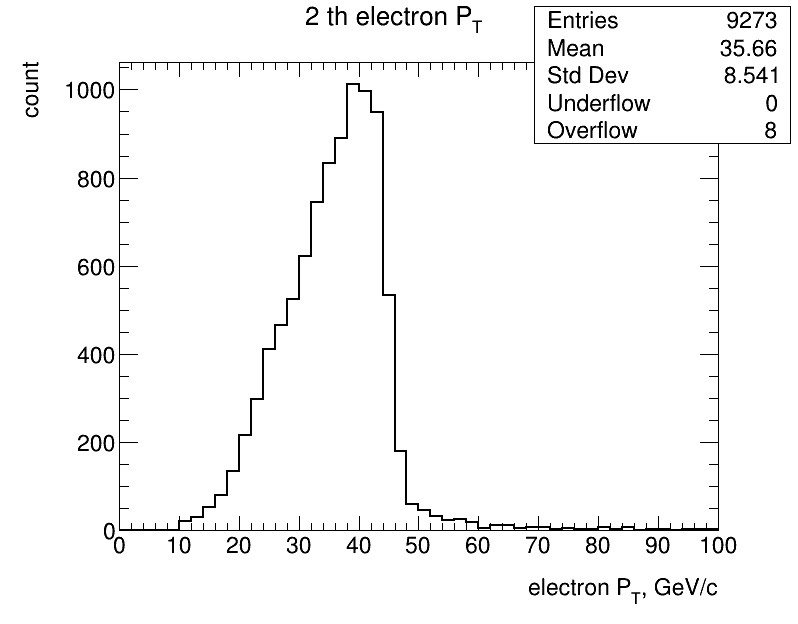 2 th electron P_T
Entries 9273
Mean 35.66
Std Dev 8.541
Underflow 0
Overflow 8
count
1000
800
600
400
200
0
0 10 20 30 40 50 60 70 80 90 100
electron P_T, GeV/c